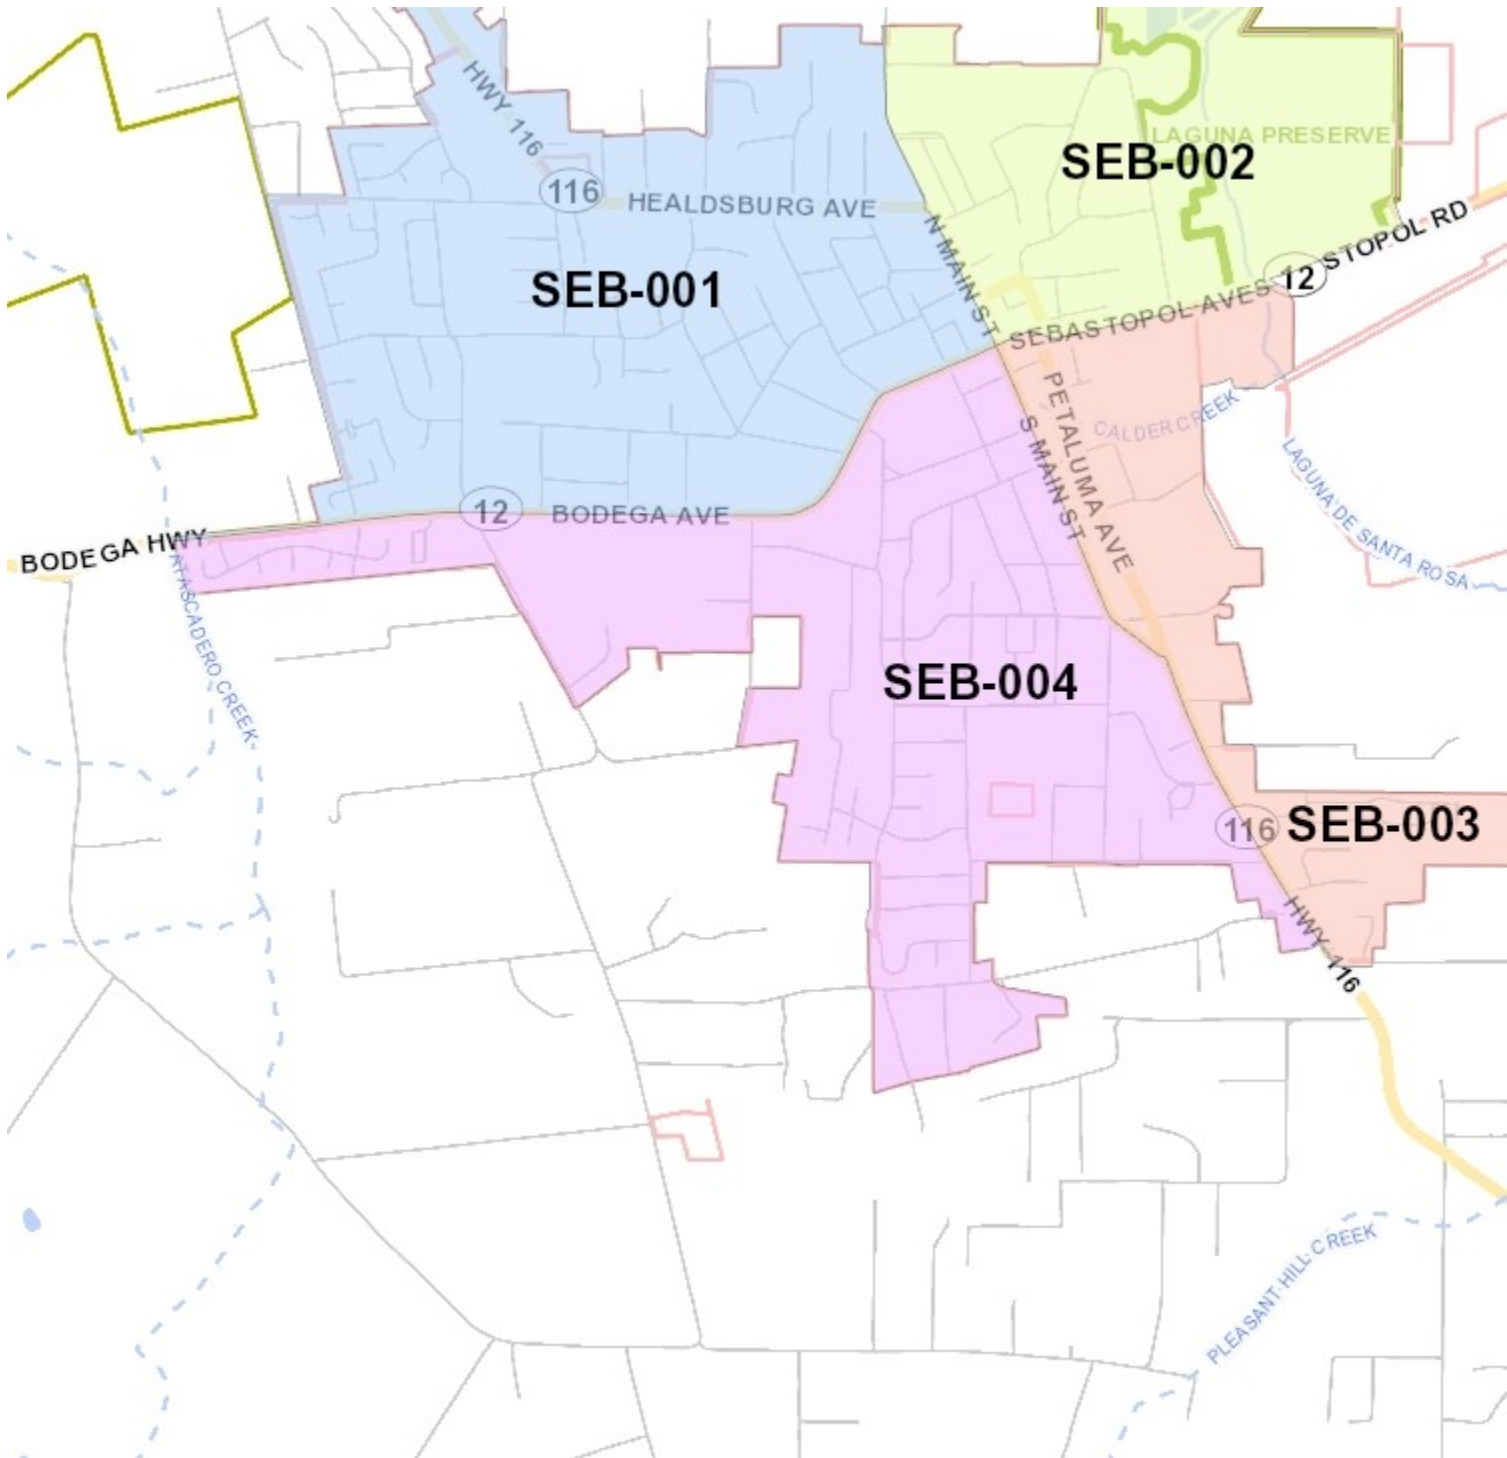 HWY 116
LAGUNA PRESERVE
SEB-002
116
HEALDSBURG AVE
N MAIN ST
STOPOL RD
12
SEB-001
SEBASTOPOL AVES
PETALUMA AVE
CALDER CREEK
S MAIN ST
LAGUNA DE SANTA ROSA
12
BODEGA AVE
BODEGA HWY
ATASCADERO CREEK
SEB-004
116
SEB-003
HWY 116
PLEASANT HILL CREEK